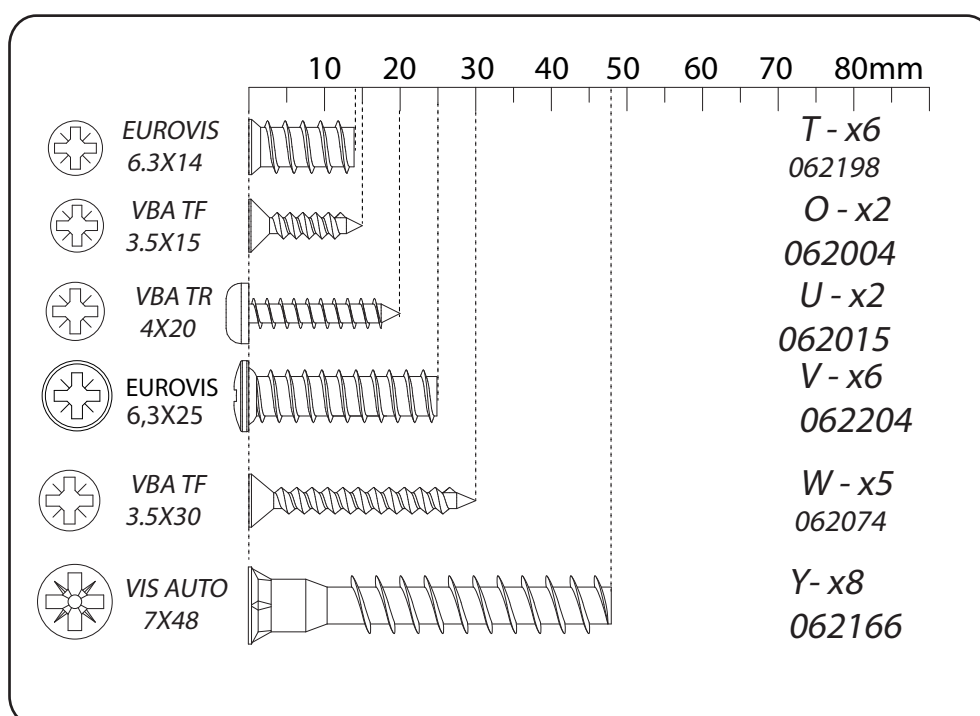 10 20 30 40 50 60 70 80mm
EUROVIS
6.3X14
T - x6
062198
VBA TF
3.5X15
O - x2
062004
VBA TR
4X20
U - x2
062015
EUROVIS
6,3X25
V - x6
062204
VBA TF
3.5X30
W - x5
062074
VIS AUTO
7X48
Y- x8
062166